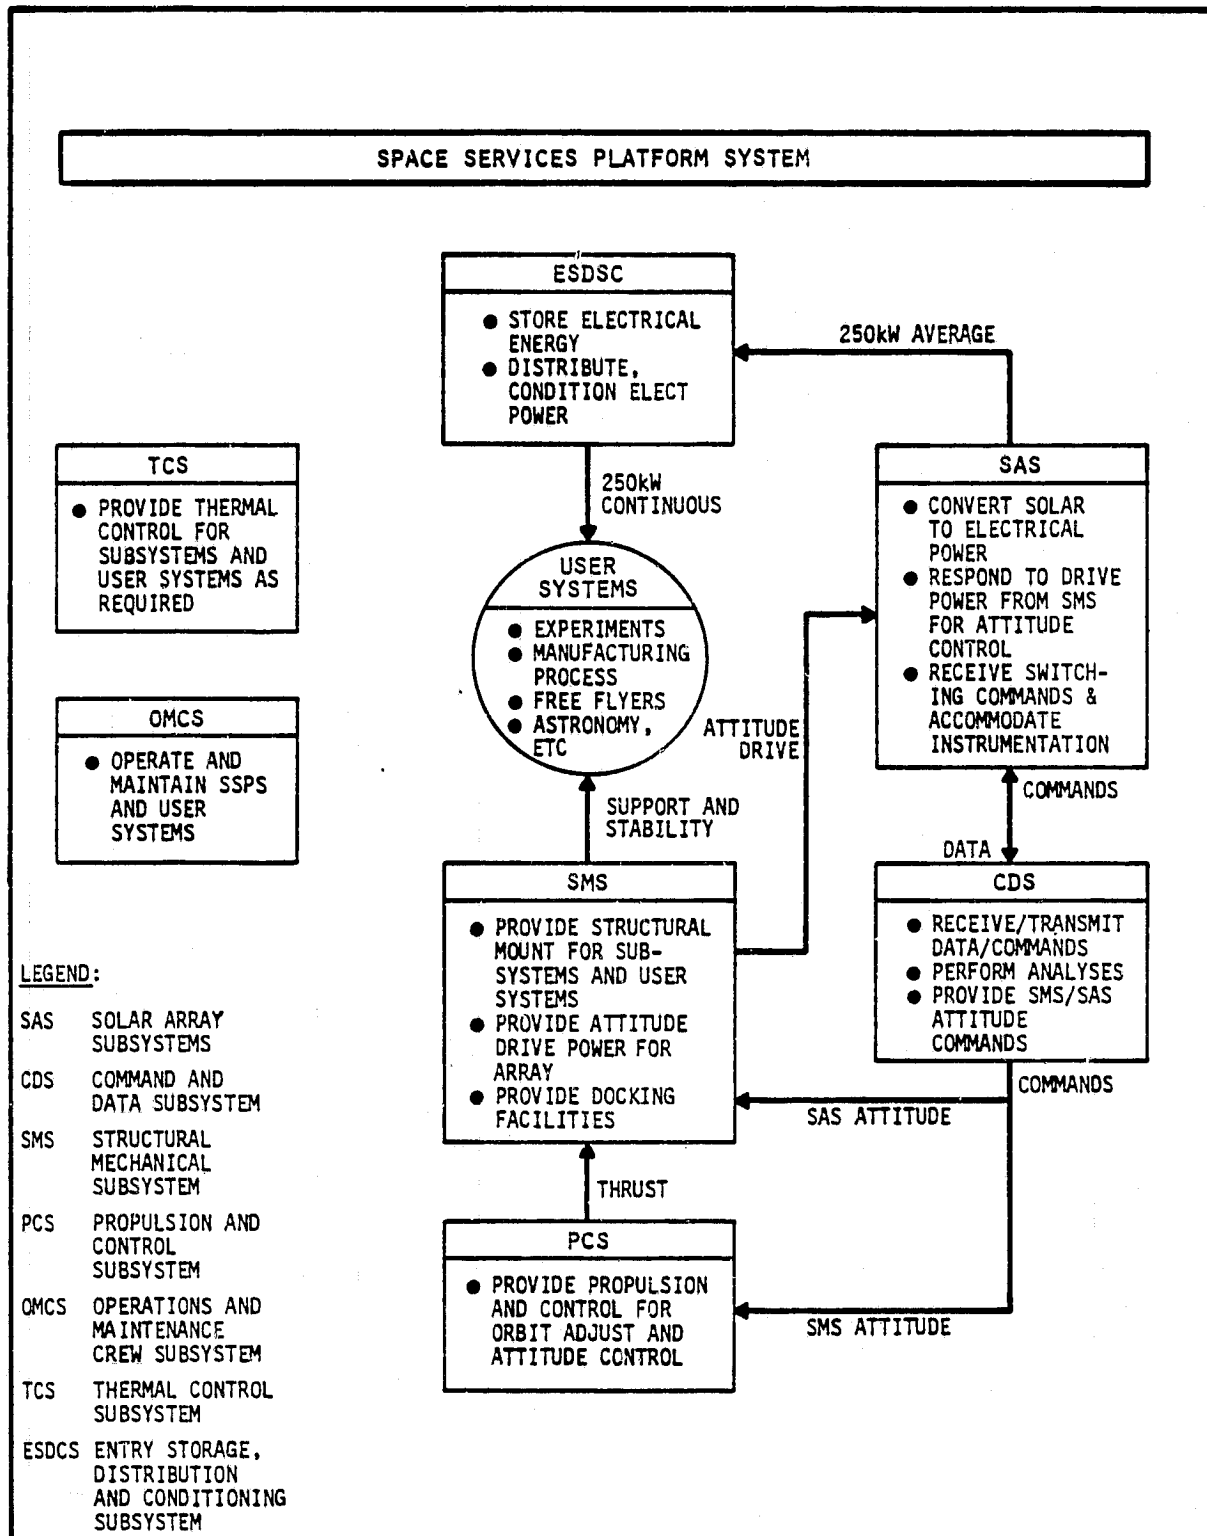 SPACE SERVICES PLATFORM SYSTEM
ESDSC
● STORE ELECTRICAL
ENERGY
● DISTRIBUTE,
CONDITION ELECT
POWER
250kW AVERAGE
TCS
● PROVIDE THERMAL
CONTROL FOR
SUBSYSTEMS AND
USER SYSTEMS AS
REQUIRED
250kW
CONTINUOUS
SAS
● CONVERT SOLAR
TO ELECTRICAL
POWER
● RESPOND TO DRIVE
POWER FROM SMS
FOR ATTITUDE
CONTROL
● RECEIVE SWITCH-
ING COMMANDS &
ACCOMMODATE
INSTRUMENTATION
USER
SYSTEMS
● EXPERIMENTS
● MANUFACTURING
PROCESS
● FREE FLYERS
● ASTRONOMY,
ETC
OMCS
● OPERATE AND
MAINTAIN SSPS
AND USER
SYSTEMS
ATTITUDE
DRIVE
COMMANDS
DATA
SUPPORT AND
STABILITY
SMS
● PROVIDE STRUCTURAL
MOUNT FOR SUB-
SYSTEMS AND USER
SYSTEMS
● PROVIDE ATTITUDE
DRIVE POWER FOR
ARRAY
● PROVIDE DOCKING
FACILITIES
CDS
● RECEIVE/TRANSMIT
DATA/COMMANDS
● PERFORM ANALYSES
● PROVIDE SMS/SAS
ATTITUDE
COMMANDS
COMMANDS
SAS ATTITUDE
THRUST
PCS
● PROVIDE PROPULSION
AND CONTROL FOR
ORBIT ADJUST AND
ATTITUDE CONTROL
SMS ATTITUDE
LEGEND:
SAS SOLAR ARRAY
SUBSYSTEMS
CDS COMMAND AND
DATA SUBSYSTEM
SMS STRUCTURAL
MECHANICAL
SUBSYSTEM
PCS PROPULSION AND
CONTROL
SUBSYSTEM
OMCS OPERATIONS AND
MAINTENANCE
CREW SUBSYSTEM
TCS THERMAL CONTROL
SUBSYSTEM
ESDCS ENTRY STORAGE,
DISTRIBUTION
AND CONDITIONING
SUBSYSTEM